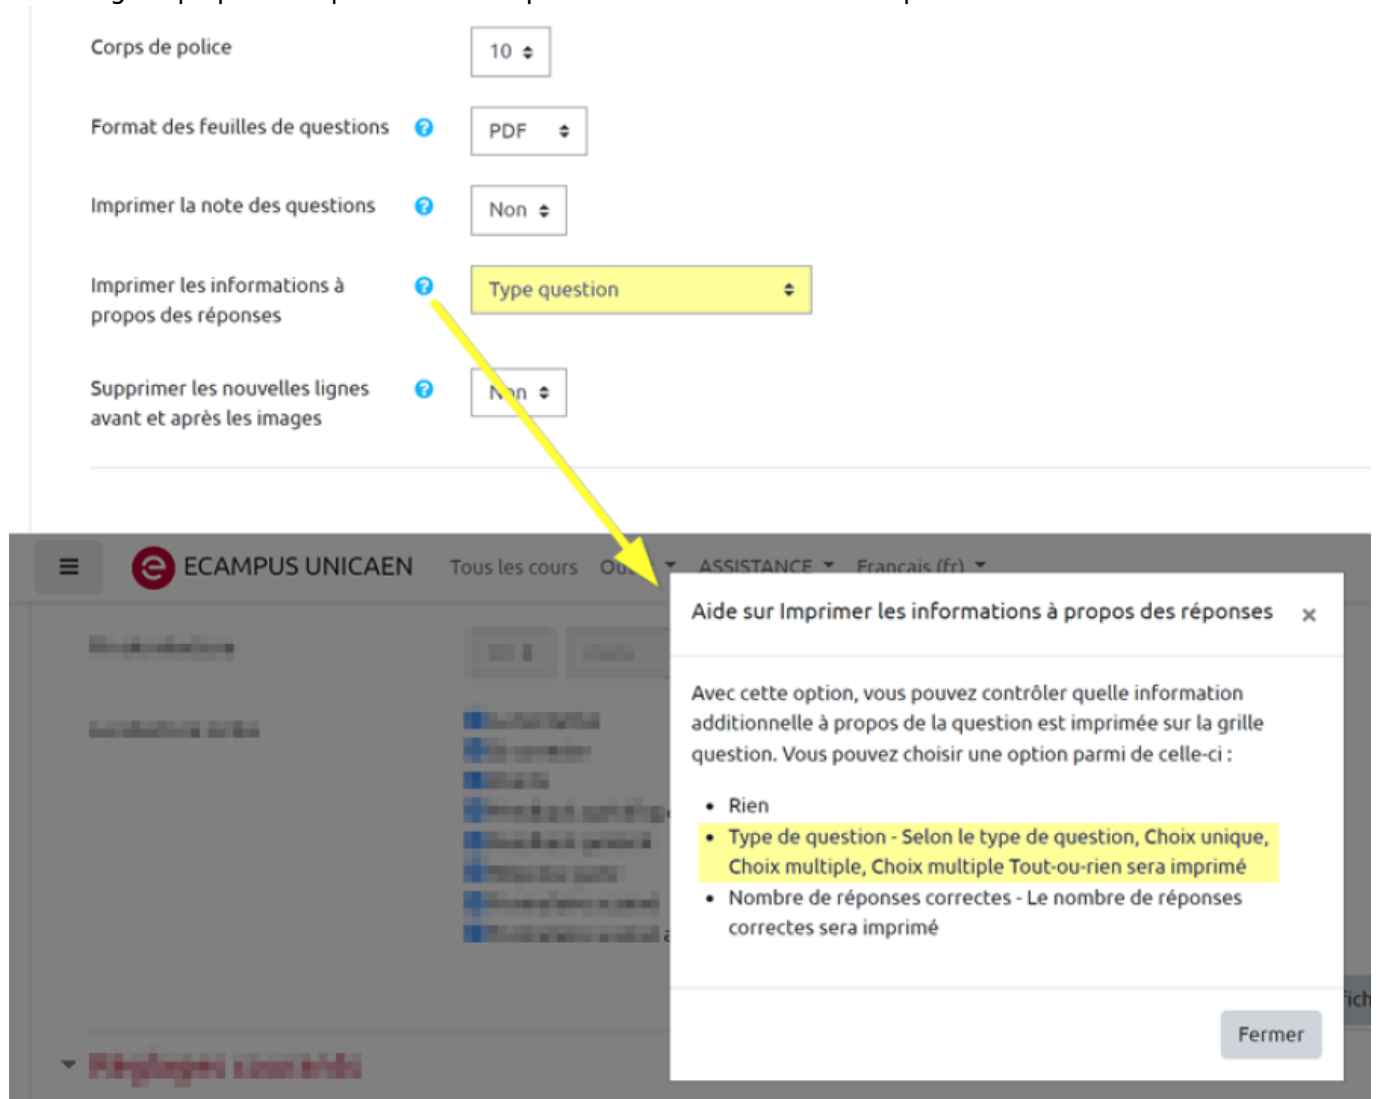 Corps de police
10
Format des feuilles de questions
PDF
Imprimer la note des questions
Non
Imprimer les informations à
propos des réponses
Type question
Supprimer les nouvelles lignes
avant et après les images
Non
ECAMPUS UNICAEN Tous les cours ASSISTANCE Français (fr)
Aide sur Imprimer les informations à propos des réponses ×
Avec cette option, vous pouvez contrôler quelle information
additionnelle à propos de la question est imprimée sur la grille
question. Vous pouvez choisir une option parmi de celle-ci :
• Rien
• Type de question - Selon le type de question, Choix unique,
Choix multiple, Choix multiple Tout-ou-rien sera imprimé
• Nombre de réponses correctes - Le nombre de réponses
correctes sera imprimé
Fermer